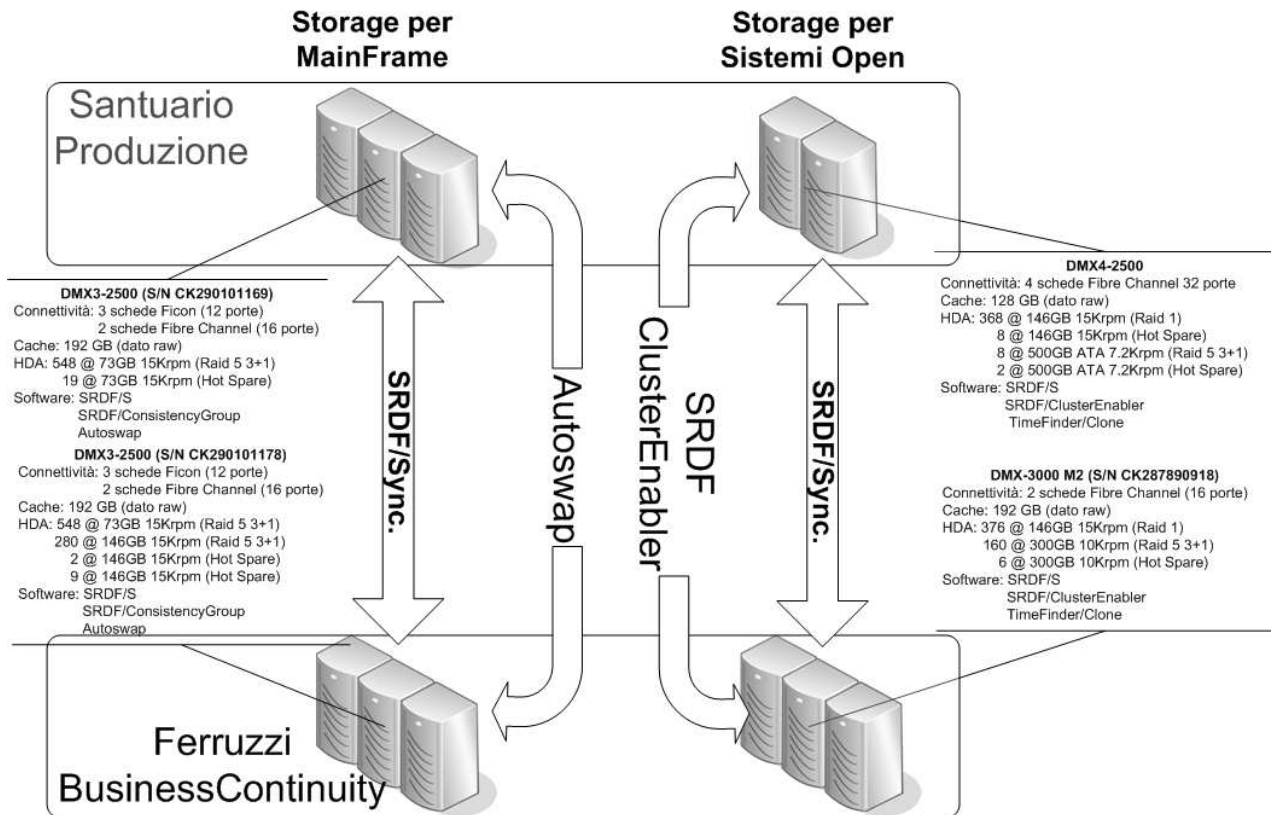 Storage per
MainFrame
Storage per
Sistemi Open
Santuario
Produzione
DMX3-2500 (S/N CK290101169)
Connettività: 3 schede Ficon (12 porte)
2 schede Fibre Channel (16 porte)
Cache: 192 GB (dato raw)
HDA: 548 @ 73GB 15Krpm (Raid 5 3+1)
19 @ 73GB 15Krpm (Hot Spare)
Software: SRDF/S
SRDF/ConsistencyGroup
Autoswap
DMX3-2500 (S/N CK290101178)
Connettività: 3 schede Ficon (12 porte)
2 schede Fibre Channel (16 porte)
Cache: 192 GB (dato raw)
HDA: 548 @ 73GB 15Krpm (Raid 5 3+1)
280 @ 146GB 15Krpm (Raid 5 3+1)
2 @ 146GB 15Krpm (Hot Spare)
9 @ 146GB 15Krpm (Hot Spare)
Software: SRDF/S
SRDF/ConsistencyGroup
Autoswap
SRDF/Sync.
Autoswap
SRDF
ClusterEnabler
SRDF/Sync.
DMX4-2500
Connettività: 4 schede Fibre Channel 32 porte
Cache: 128 GB (dato raw)
HDA: 368 @ 146GB 15Krpm (Raid 1)
8 @ 146GB 15Krpm (Hot Spare)
8 @ 500GB ATA 7.2Krpm (Raid 5 3+1)
2 @ 500GB ATA 7.2Krpm (Hot Spare)
Software: SRDF/S
SRDF/ClusterEnabler
TimeFinder/Clone
DMX-3000 M2 (S/N CK287890918)
Connettività: 2 schede Fibre Channel (16 porte)
Cache: 192 GB (dato raw)
HDA: 376 @ 146GB 15Krpm (Raid 1)
160 @ 300GB 10Krpm (Raid 5 3+1)
6 @ 300GB 10Krpm (Hot Spare)
Software: SRDF/S
SRDF/ClusterEnabler
TimeFinder/Clone
Ferruzzi
BusinessContinuity